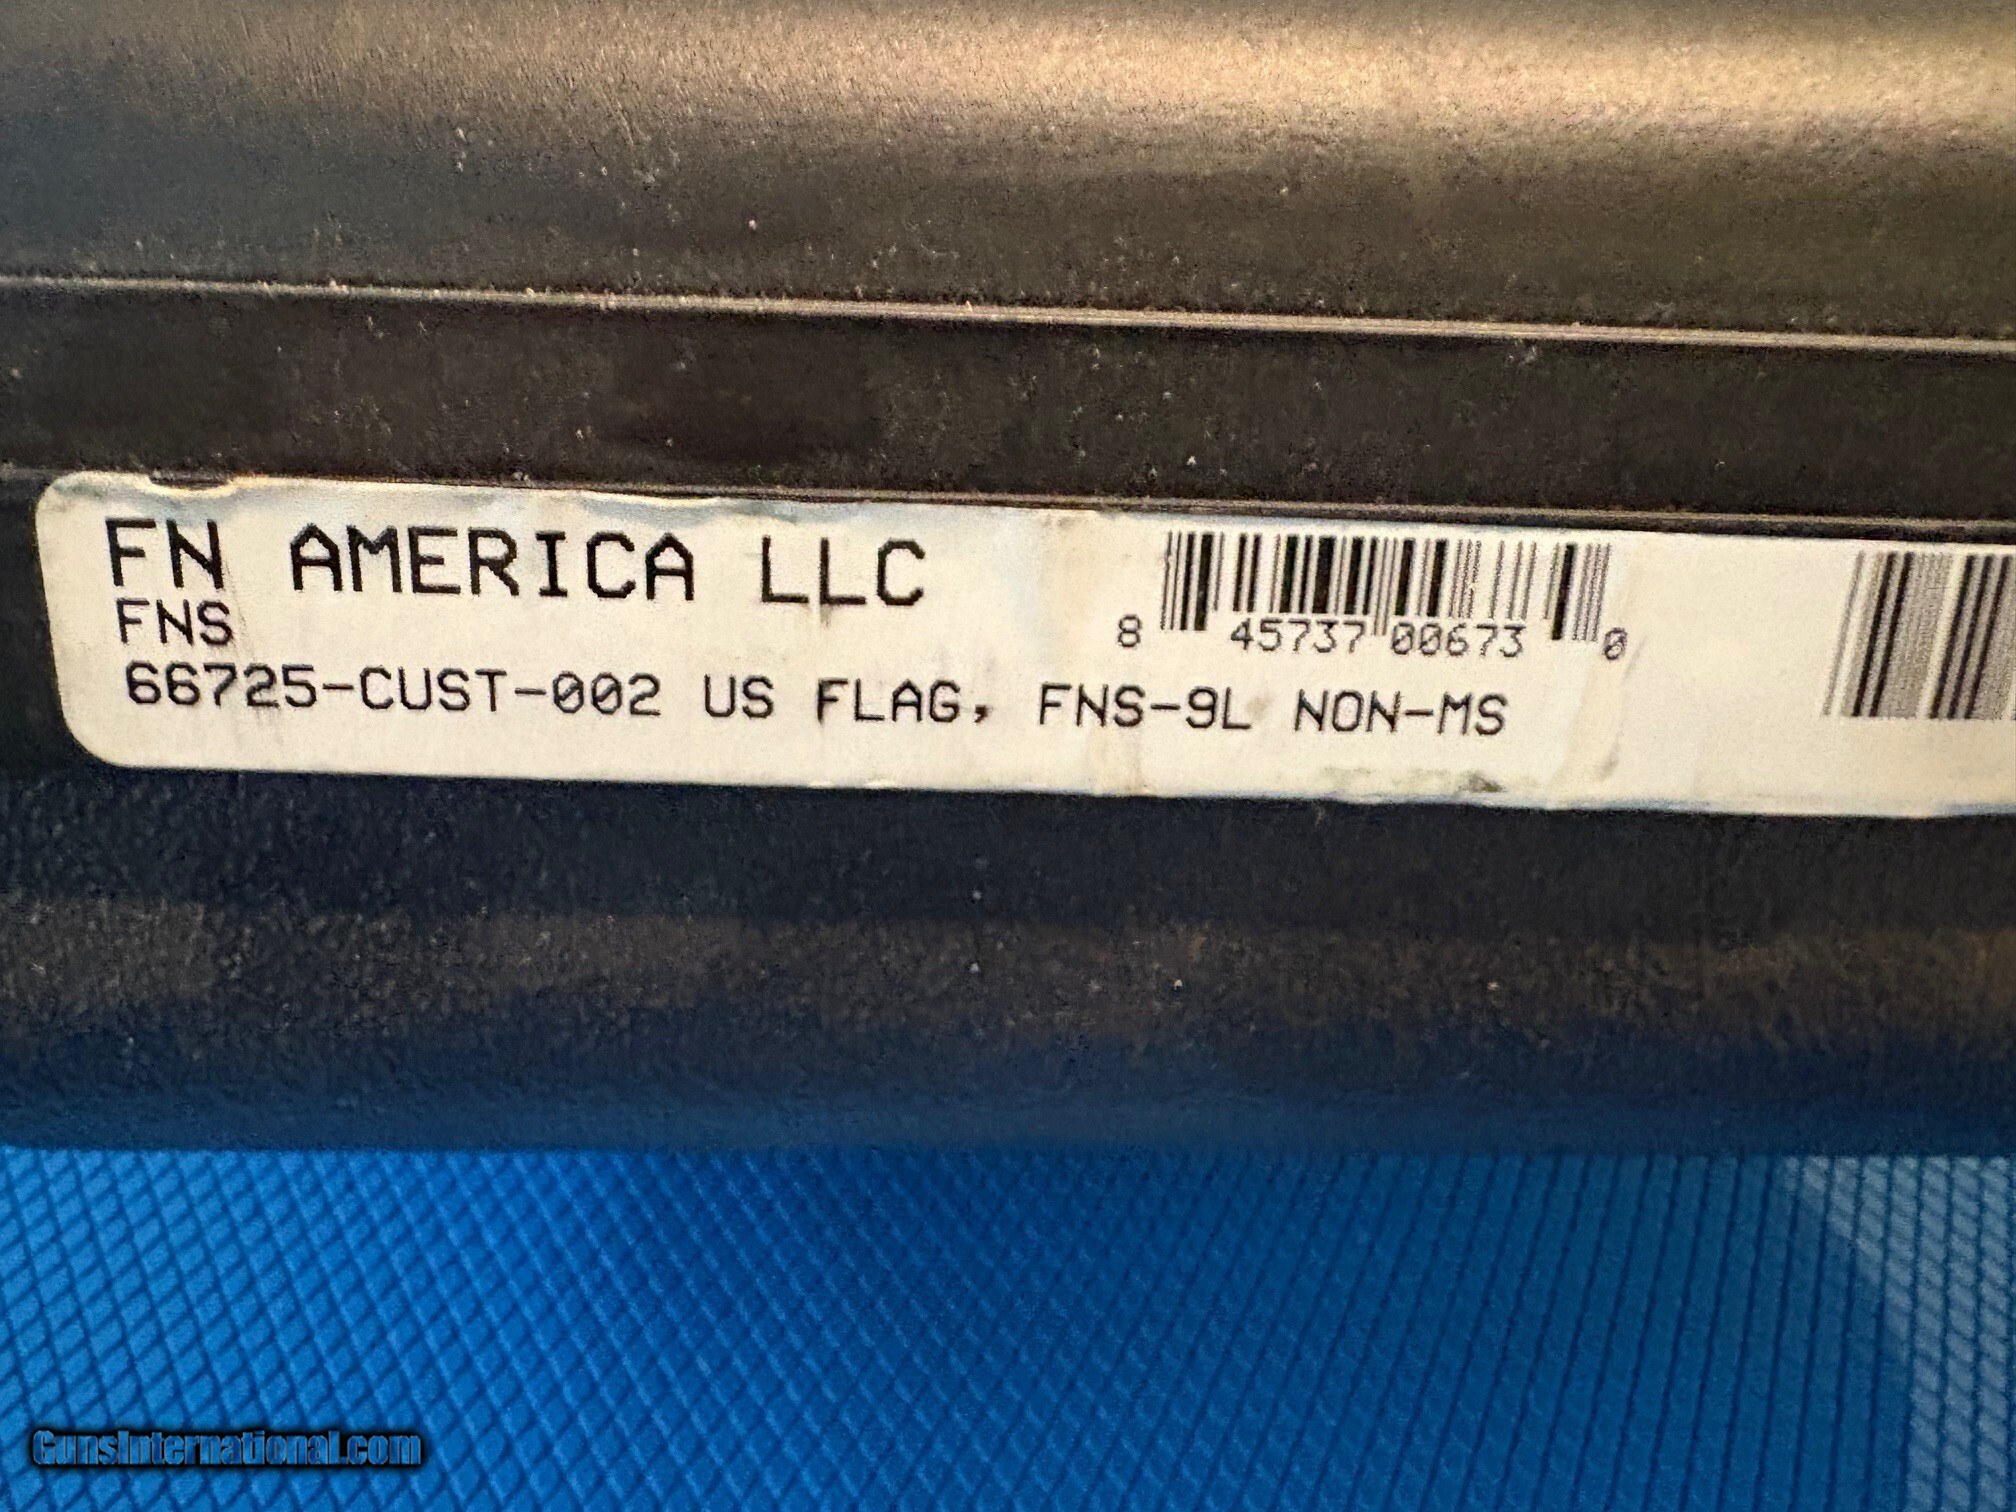 FN AMERICA LLC
FNS
8 45737 00673 0
66725-CUST-002 US FLAG, FNS-9L NON-MS
GunsInternational.com